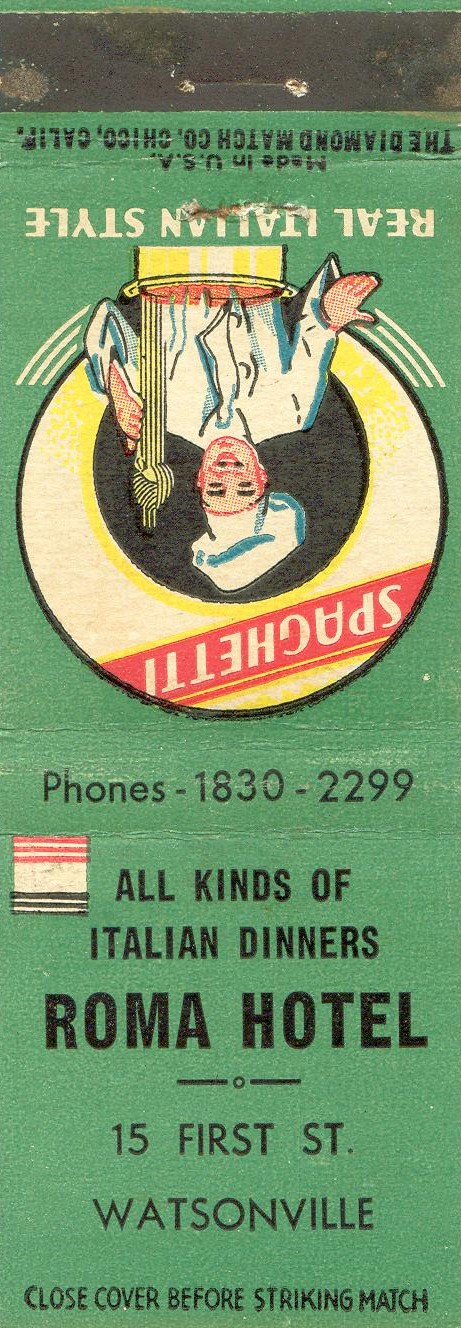 THE DIAMOND MATCH CO. CHICO, CALIF.
Made in U.S.A.
REAL ITALIAN STYLE
SPAGHETTI
Phones - 1830 - 2299
ALL KINDS OF
ITALIAN DINNERS
ROMA HOTEL
15 FIRST ST.
WATSONVILLE
CLOSE COVER BEFORE STRIKING MATCH